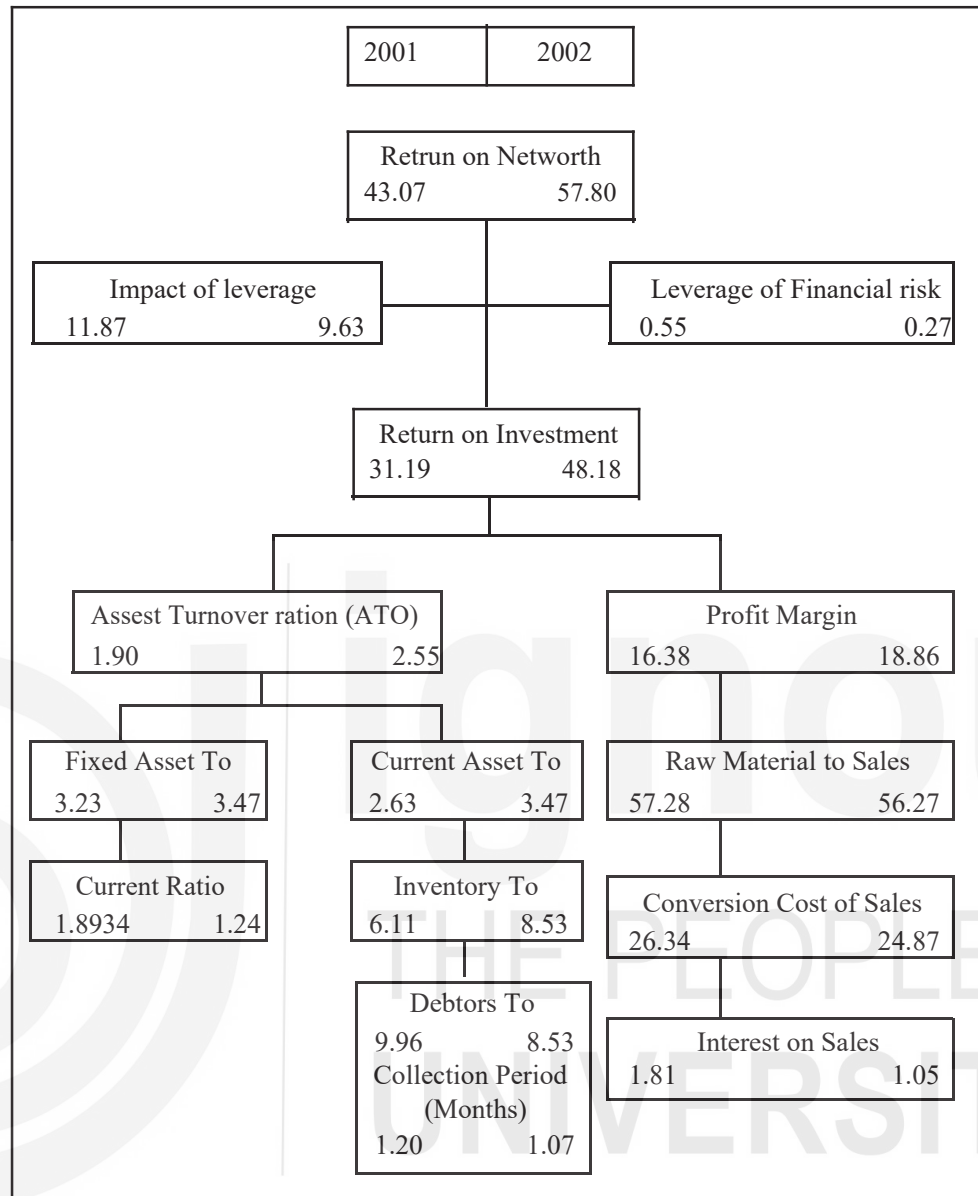 2001 2002
Retrun on Networth
43.07 57.80
Impact of leverage
11.87 9.63
Leverage of Financial risk
0.55 0.27
Return on Investment
31.19 48.18
Assest Turnover ration (ATO)
1.90 2.55
Profit Margin
16.38 18.86
Fixed Asset To
3.23 3.47
Current Asset To
2.63 3.47
Raw Material to Sales
57.28 56.27
Current Ratio
1.8934 1.24
Inventory To
6.11 8.53
Conversion Cost of Sales
26.34 24.87
Debtors To
9.96 8.53
Collection Period
(Months)
1.20 1.07
Interest on Sales
1.81 1.05
ignou
THE PEOPLE
UNIVERSIT